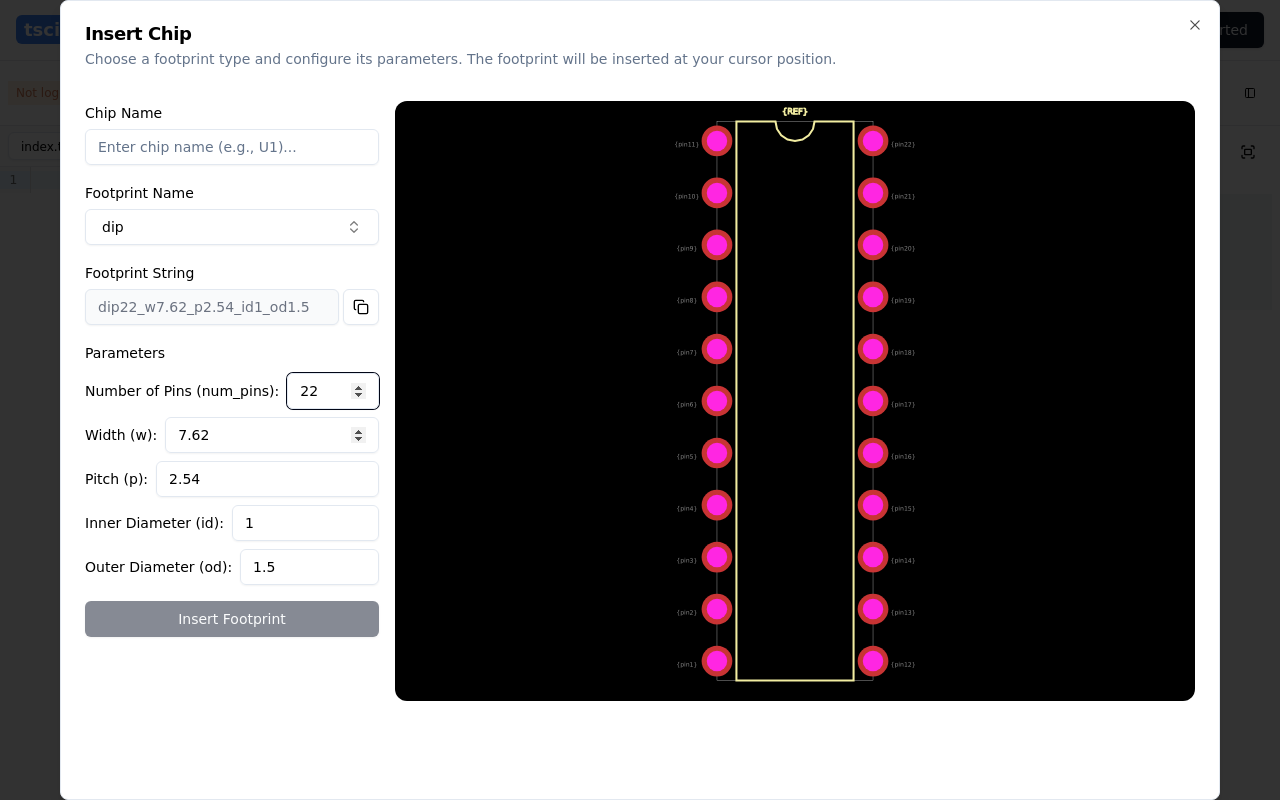 tsci
rted
Not log
index.t
1
Insert Chip
Choose a footprint type and configure its parameters. The footprint will be inserted at your cursor position.
Chip Name
Enter chip name (e.g., U1)...
Footprint Name
dip
Footprint String
dip22_w7.62_p2.54_id1_od1.5
Parameters
Number of Pins (num_pins): 22
Width (w): 7.62
Pitch (p): 2.54
Inner Diameter (id): 1
Outer Diameter (od): 1.5
Insert Footprint
{REF}
{pin11} {pin22}
{pin10} {pin21}
{pin9} {pin20}
{pin8} {pin19}
{pin7} {pin18}
{pin6} {pin17}
{pin5} {pin16}
{pin4} {pin15}
{pin3} {pin14}
{pin2} {pin13}
{pin1} {pin12}